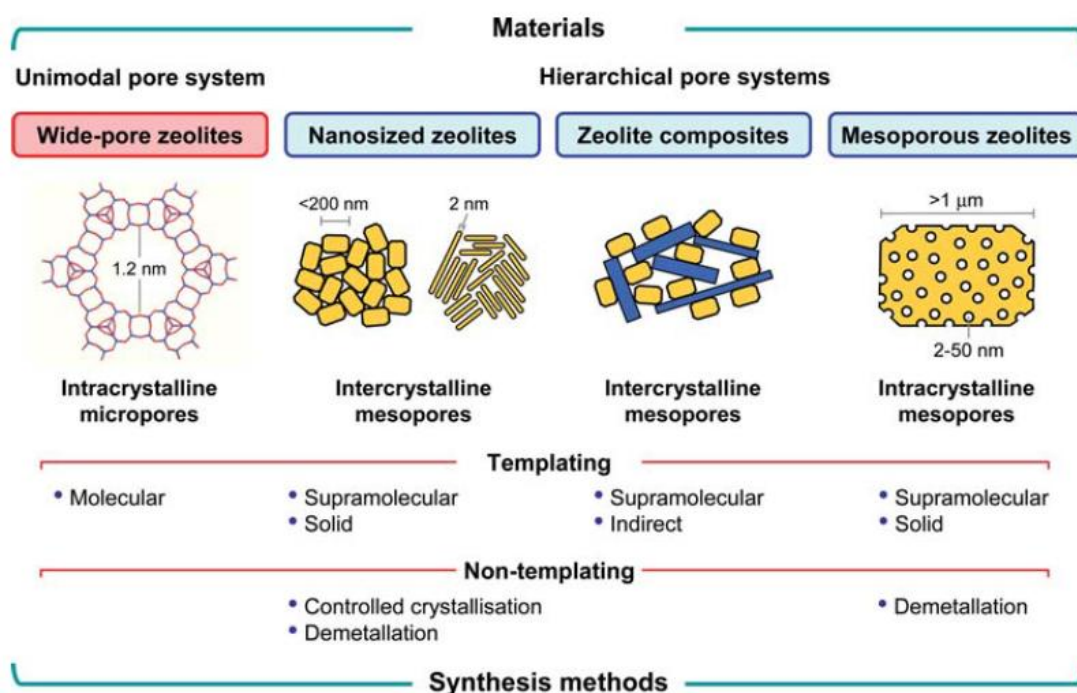 Materials
Unimodal pore system
Hierarchical pore systems
Wide-pore zeolites
Nanosized zeolites
Zeolite composites
Mesoporous zeolites
<200 nm
2 nm
>1 μm
1.2 nm
2-50 nm
Intracrystalline
micropores
Intercrystalline
mesopores
Intercrystalline
mesopores
Intracrystalline
mesopores
Templating
• Molecular
• Supramolecular
• Solid
• Supramolecular
• Indirect
• Supramolecular
• Solid
Non-templating
• Controlled crystallisation
• Demetallation
• Demetallation
Synthesis methods